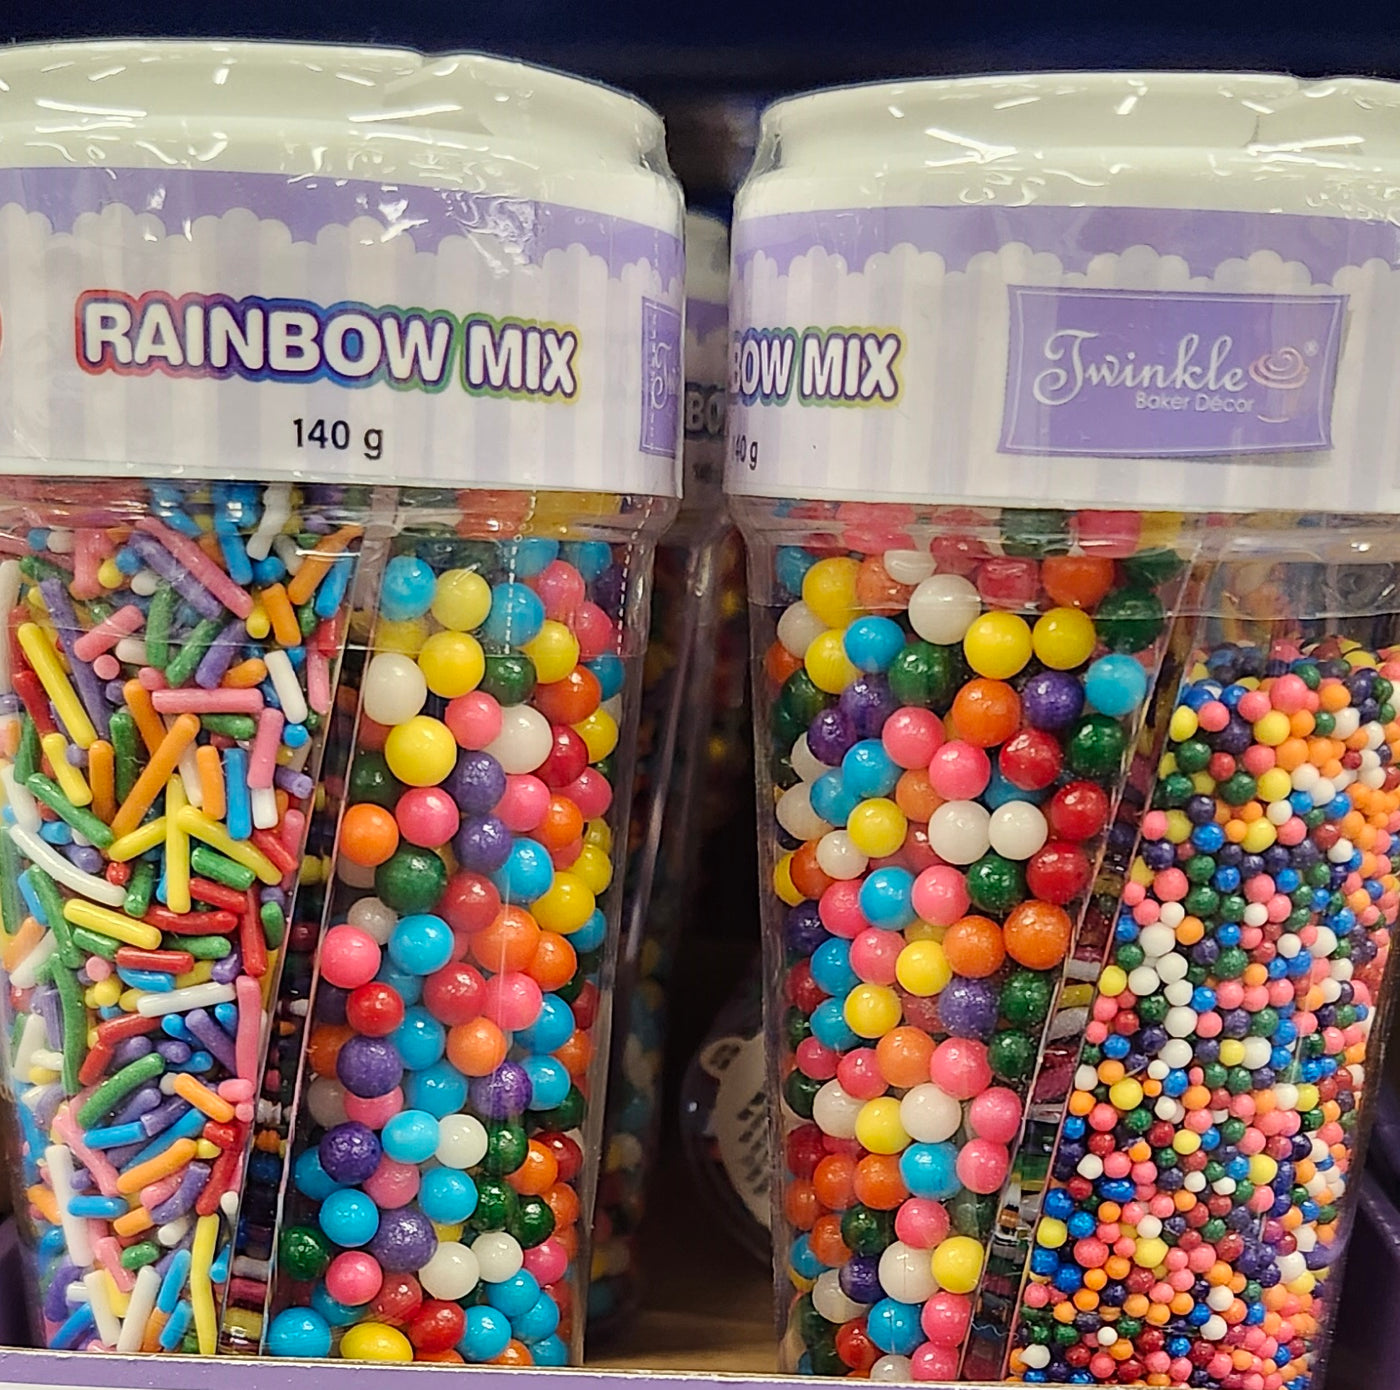 RAINBOW MIX
140 g
BOW MIX
40 g
Twinkle®
Baker Décor